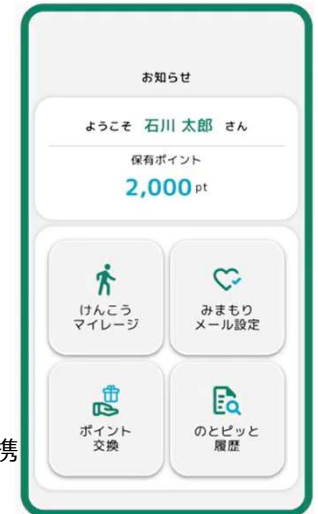 お知らせ
ようこそ 石川 太郎 さん
保有ポイント
2,000 pt
けんこう
マイレージ
みまもり
メール設定
ポイント
交換
のとピッと
履歴
携